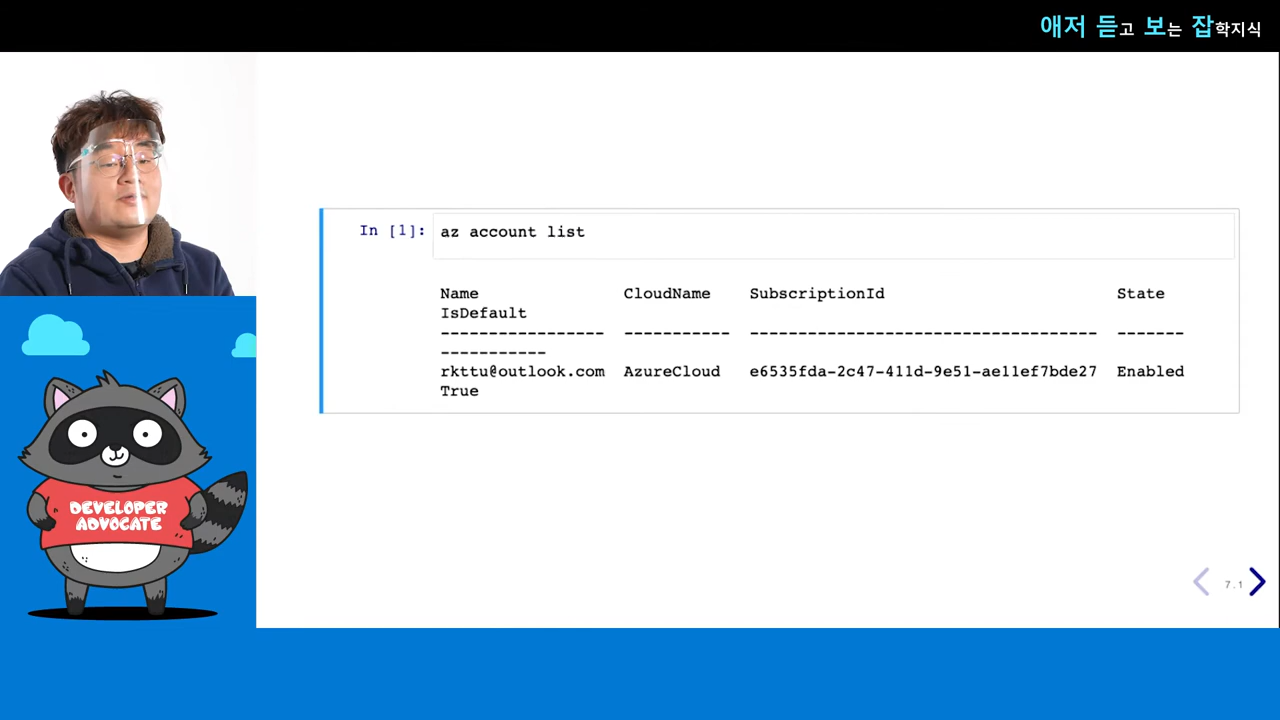 애저 듣고 보는 잡학지식
In [1]: az account list
Name CloudName SubscriptionId State
IsDefault
----------------- ----------- ------------------------------------ -------
-----------
rkttu@outlook.com AzureCloud e6535fda-2c47-411d-9e51-ae11ef7bde27 Enabled
True
DEVELOPER
ADVOCATE
7.1